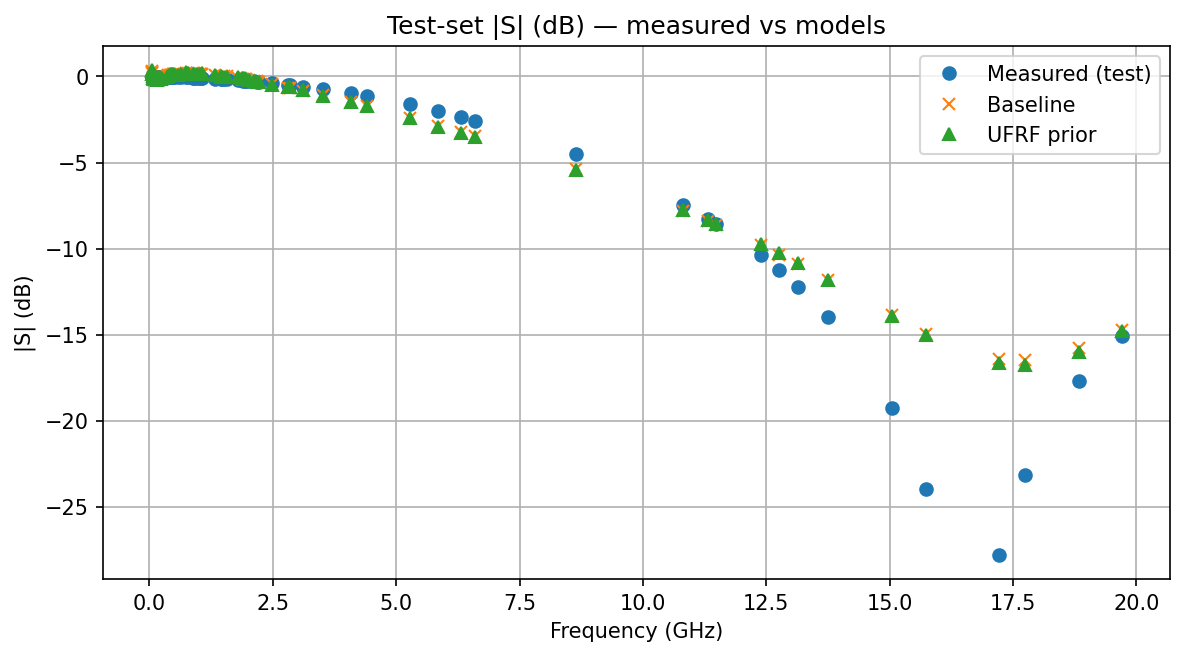 Test-set |S| (dB) — measured vs models
Measured (test)
Baseline
UFRF prior
|S| (dB)
0
−5
−10
−15
−20
−25
0.0 2.5 5.0 7.5 10.0 12.5 15.0 17.5 20.0
Frequency (GHz)